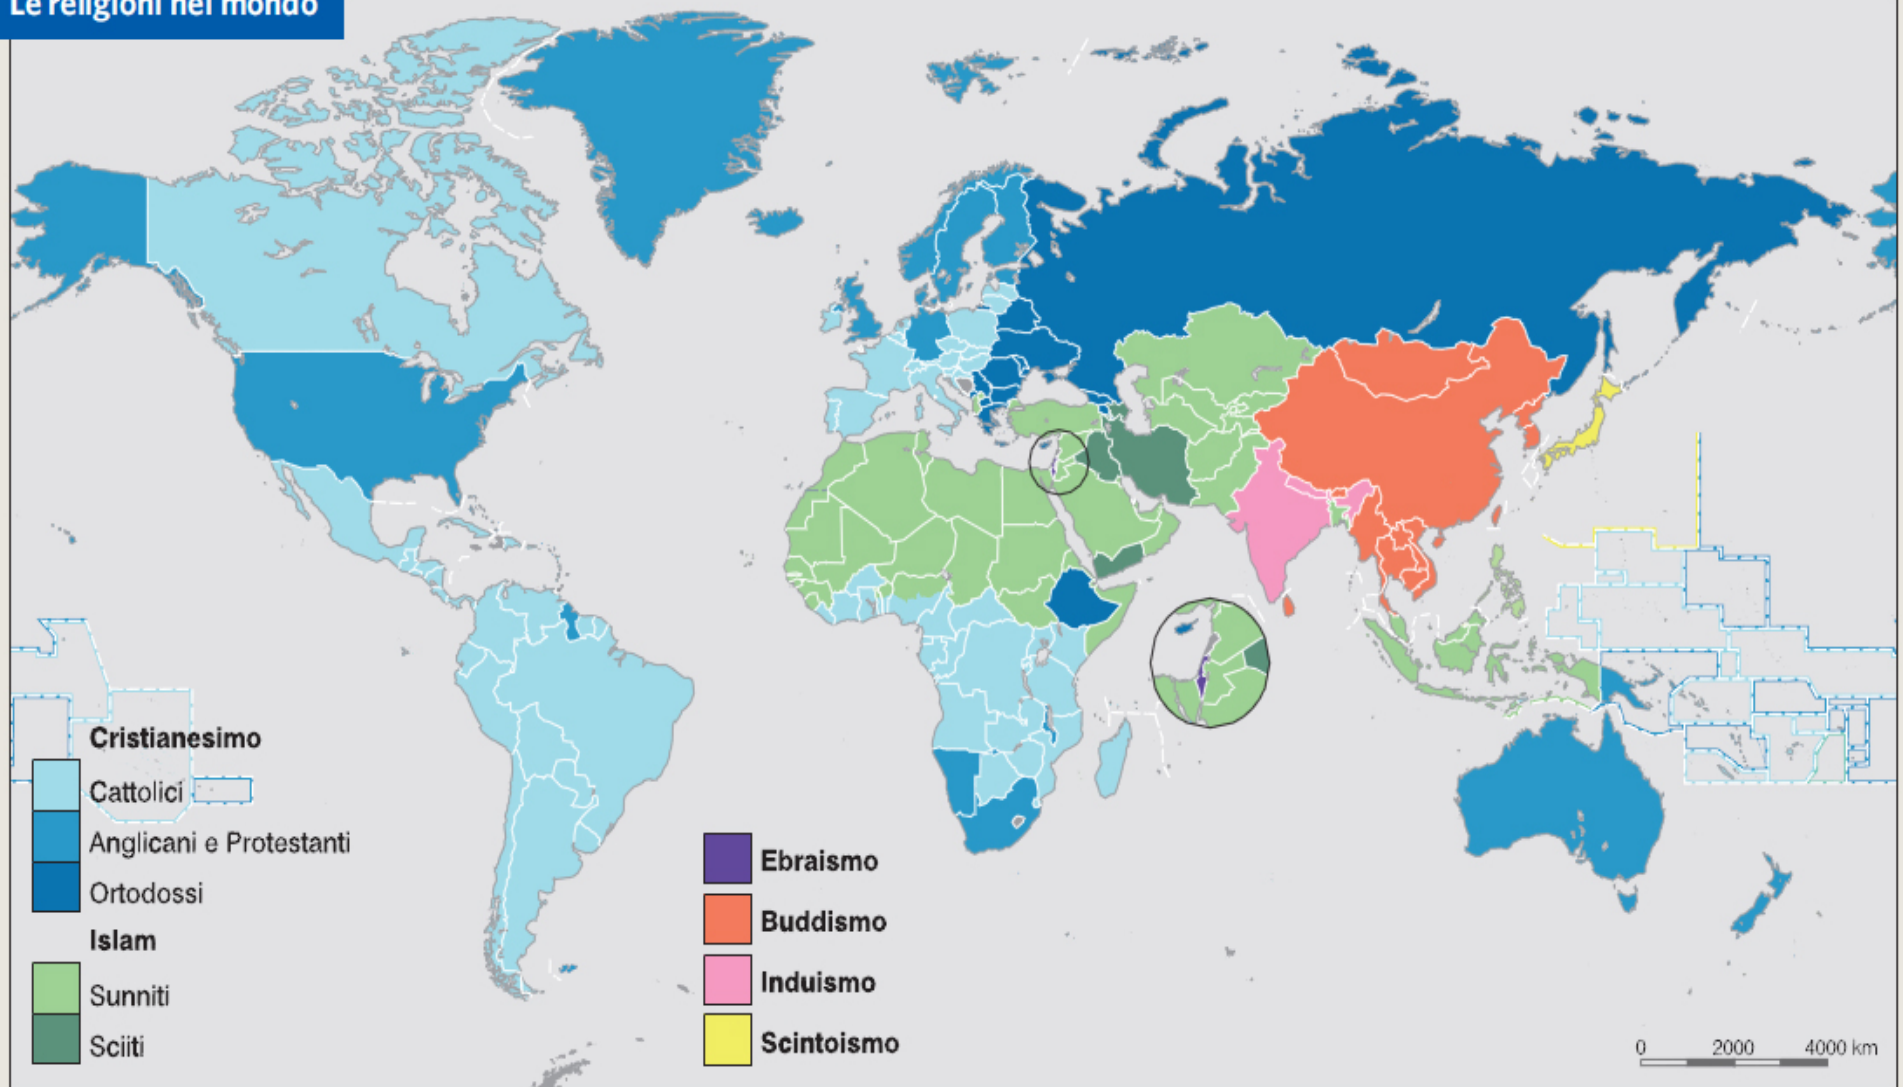 Le religioni nel mondo
Cristianesimo
Cattolici
Anglicani e Protestanti
Ortodossi
Islam
Sunniti
Sciiti
Ebraismo
Buddismo
Induismo
Scintoismo
0 2000 4000 km